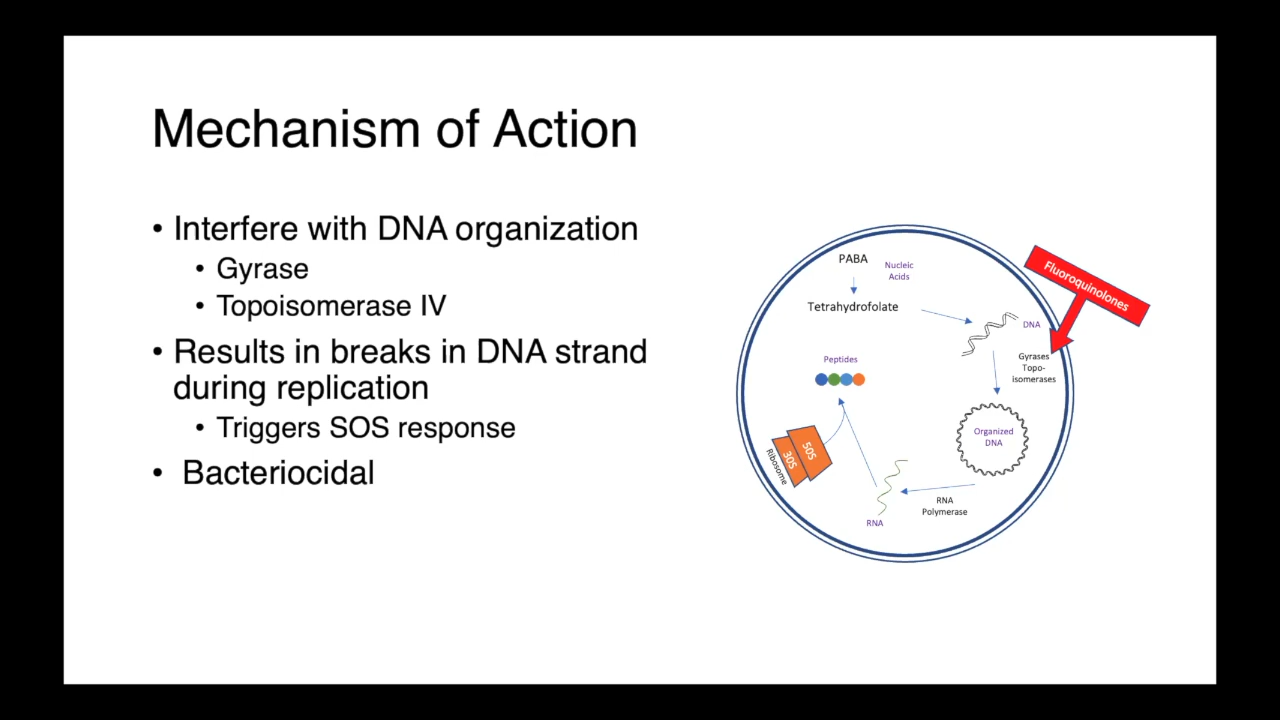 Mechanism of Action
• Interfere with DNA organization
• Gyrase
• Topoisomerase IV
• Results in breaks in DNA strand
during replication
• Triggers SOS response
• Bacteriocidal
PABA
Nucleic
Acids
Tetrahydrofolate
Fluoroquinolones
DNA
Gyrases
Topo-
isomerases
Peptides
Organized
DNA
50S
30S
Ribosome
RNA
Polymerase
RNA